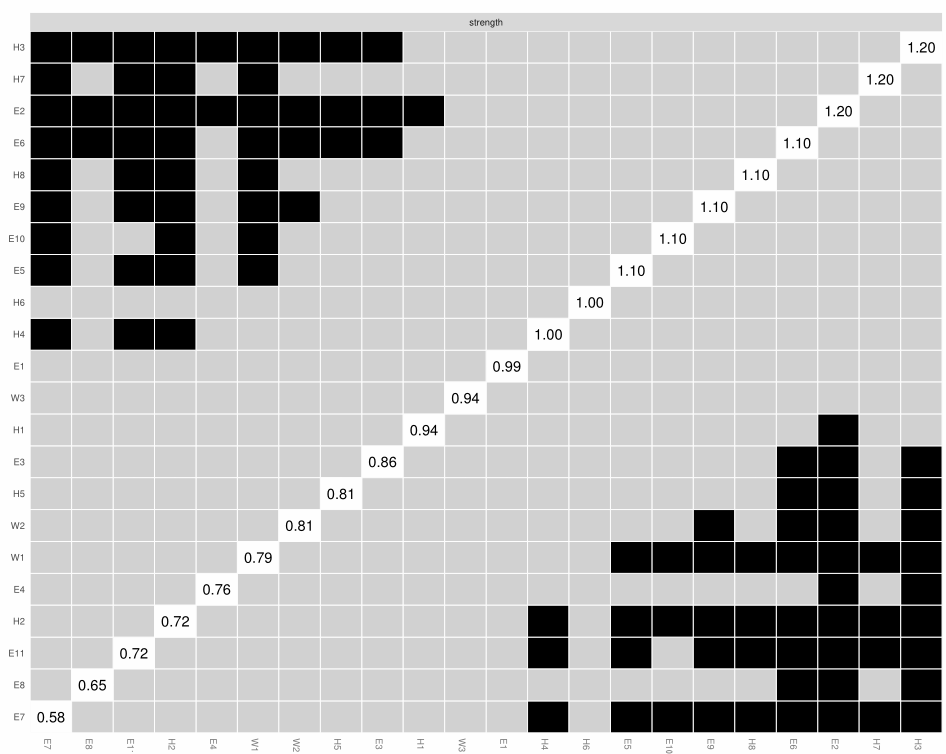 strength
H3 1.20
H7 1.20
E2 1.20
E6 1.10
H8 1.10
E9 1.10
E10 1.10
E5 1.10
H6 1.00
H4 1.00
E1 0.99
W3 0.94
H1 0.94
E3 0.86
H5 0.81
W2 0.81
W1 0.79
E4 0.76
H2 0.72
E11 0.72
E8 0.65
E7 0.58
E7 E8 E11 H2 E4 W1 W2 H5 E3 H1 W3 E1 H4 H6 E5 E10 E9 H8 E6 E2 H7 H3